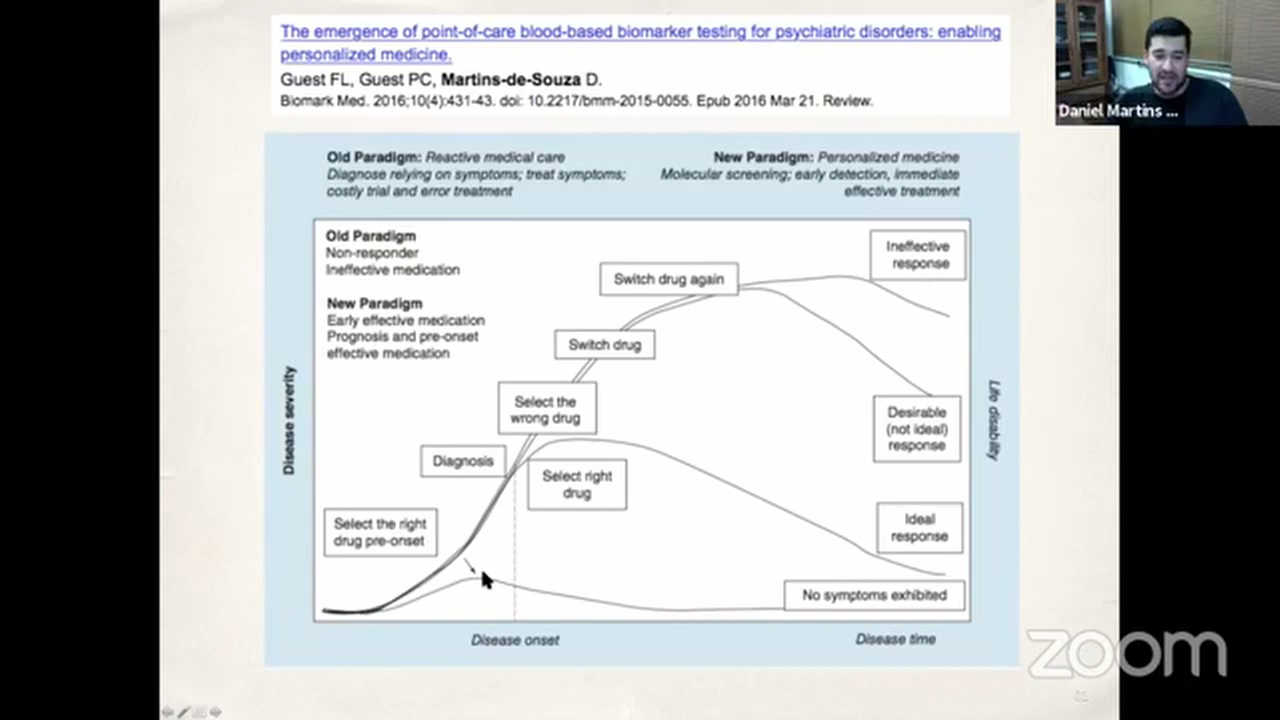 The emergence of point-of-care blood-based biomarker testing for psychiatric disorders: enabling
personalized medicine.
Guest FL, Guest PC, Martins-de-Souza D.
Biomark Med. 2016;10(4):431-43. doi: 10.2217/bmm-2015-0055. Epub 2016 Mar 21. Review.
Daniel Martins ...
Old Paradigm: Reactive medical care
Diagnose relying on symptoms; treat symptoms;
costly trial and error treatment
New Paradigm: Personalized medicine
Molecular screening; early detection, immediate
effective treatment
Old Paradigm
Non-responder
Ineffective medication
New Paradigm
Early effective medication
Prognosis and pre-onset
effective medication
Ineffective
response
Switch drug again
Switch drug
Select the
wrong drug
Desirable
(not ideal)
response
Diagnosis
Select right
drug
Select the right
drug pre-onset
Ideal
response
No symptoms exhibited
Disease severity
Life disability
Disease onset
Disease time
zoom